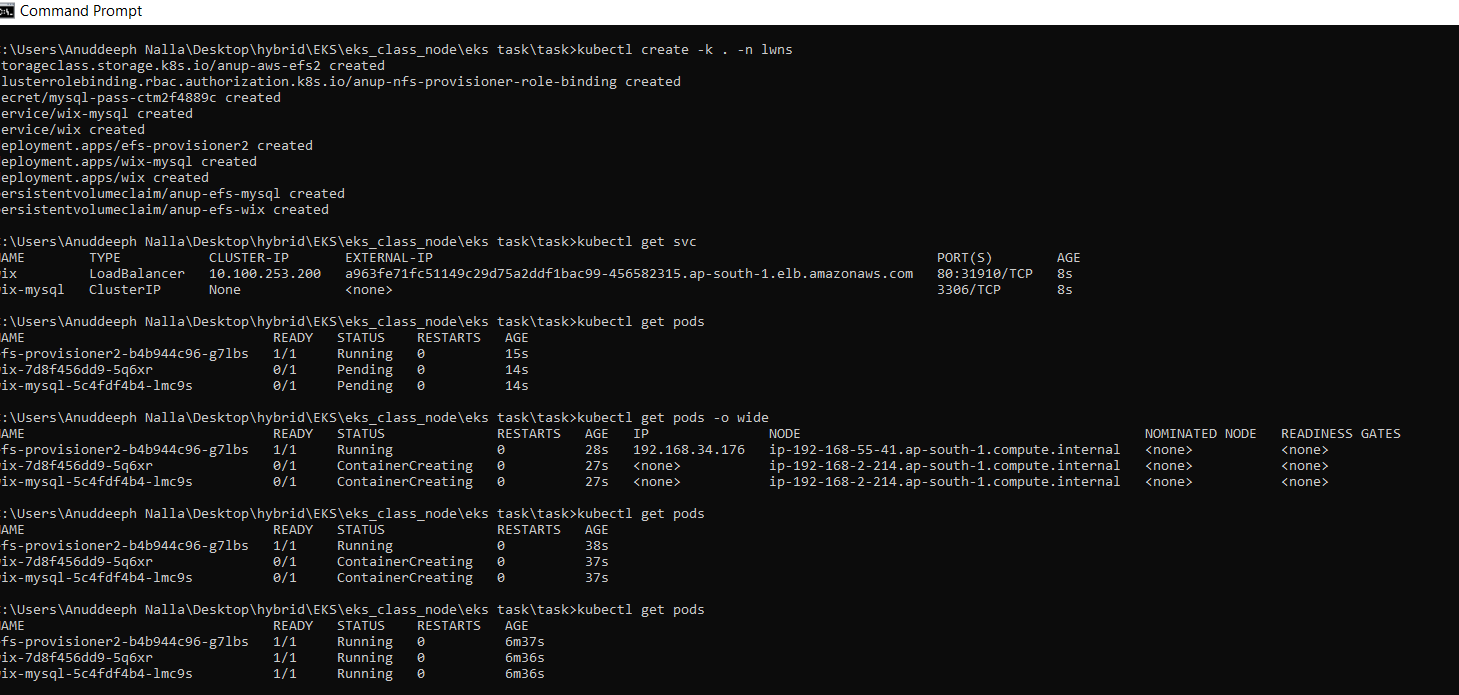 Command Prompt
:\Users\Anuddeeph Nalla\Desktop\hybrid\EKS\eks_class_node\eks task\task>kubectl create -k . -n lwns
torageclass.storage.k8s.io/anup-aws-efs2 created
lusterrolebinding.rbac.authorization.k8s.io/anup-nfs-provisioner-role-binding created
ecret/mysql-pass-ctm2f4889c created
ervice/wix-mysql created
ervice/wix created
eployment.apps/efs-provisioner2 created
eployment.apps/wix-mysql created
eployment.apps/wix created
ersistentvolumeclaim/anup-efs-mysql created
ersistentvolumeclaim/anup-efs-wix created
:\Users\Anuddeeph Nalla\Desktop\hybrid\EKS\eks_class_node\eks task\task>kubectl get svc
AME TYPE CLUSTER-IP EXTERNAL-IP PORT(S) AGE
ix LoadBalancer 10.100.253.200 a963fe71fc51149c29d75a2ddf1bac99-456582315.ap-south-1.elb.amazonaws.com 80:31910/TCP 8s
ix-mysql ClusterIP None <none> 3306/TCP 8s
:\Users\Anuddeeph Nalla\Desktop\hybrid\EKS\eks_class_node\eks task\task>kubectl get pods
AME READY STATUS RESTARTS AGE
fs-provisioner2-b4b944c96-g7lbs 1/1 Running 0 15s
ix-7d8f456dd9-5q6xr 0/1 Pending 0 14s
ix-mysql-5c4fdf4b4-lmc9s 0/1 Pending 0 14s
:\Users\Anuddeeph Nalla\Desktop\hybrid\EKS\eks_class_node\eks task\task>kubectl get pods -o wide
AME READY STATUS RESTARTS AGE IP NODE NOMINATED NODE READINESS GATES
fs-provisioner2-b4b944c96-g7lbs 1/1 Running 0 28s 192.168.34.176 ip-192-168-55-41.ap-south-1.compute.internal <none> <none>
ix-7d8f456dd9-5q6xr 0/1 ContainerCreating 0 27s <none> ip-192-168-2-214.ap-south-1.compute.internal <none> <none>
ix-mysql-5c4fdf4b4-lmc9s 0/1 ContainerCreating 0 27s <none> ip-192-168-2-214.ap-south-1.compute.internal <none> <none>
:\Users\Anuddeeph Nalla\Desktop\hybrid\EKS\eks_class_node\eks task\task>kubectl get pods
AME READY STATUS RESTARTS AGE
fs-provisioner2-b4b944c96-g7lbs 1/1 Running 0 38s
ix-7d8f456dd9-5q6xr 0/1 ContainerCreating 0 37s
ix-mysql-5c4fdf4b4-lmc9s 0/1 ContainerCreating 0 37s
:\Users\Anuddeeph Nalla\Desktop\hybrid\EKS\eks_class_node\eks task\task>kubectl get pods
AME READY STATUS RESTARTS AGE
fs-provisioner2-b4b944c96-g7lbs 1/1 Running 0 6m37s
ix-7d8f456dd9-5q6xr 1/1 Running 0 6m36s
ix-mysql-5c4fdf4b4-lmc9s 1/1 Running 0 6m36s